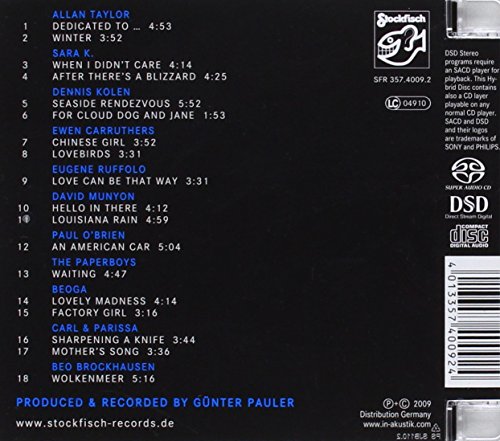 ALLAN TAYLOR
1 DEDICATED TO ... 4:53
2 WINTER 3:52
SARA K.
3 WHEN I DIDN'T CARE 4:14
4 AFTER THERE'S A BLIZZARD 4:25
DENNIS KOLEN
5 SEASIDE RENDEZVOUS 5:52
6 FOR CLOUD DOG AND JANE 1:53
EWEN CARRUTHERS
7 CHINESE GIRL 3:52
8 LOVEBIRDS 3:31
EUGENE RUFFOLO
9 LOVE CAN BE THAT WAY 3:31
DAVID MUNYON
10 HELLO IN THERE 4:12
11 LOUISIANA RAIN 4:59
PAUL O'BRIEN
12 AN AMERICAN CAR 5:04
THE PAPERBOYS
13 WAITING 4:47
BEOGA
14 LOVELY MADNESS 4:14
15 FACTORY GIRL 3:16
CARL & PARISSA
16 SHARPENING A KNIFE 3:44
17 MOTHER'S SONG 3:36
BEO BROCKHAUSEN
18 WOLKENMEER 5:16
PRODUCED & RECORDED BY GÜNTER PAULER
www.stockfisch-records.de
Stockfisch
SFR 357.4009.2
LC 04910
DSD Stereo
programs require
an SACD player for
playback. This Hy-
brid Disc contains
also a CD layer
playable on any
normal CD player.
SACD and DSD
and their logos
are trademarks of
SONY and PHILIPS.
SUPER AUDIO CD
DSD
Direct Stream Digital
COMPACT
disc
DIGITAL AUDIO
4 013357 400924
P+C 2009
Distribution Germany
www.in-akustik.com